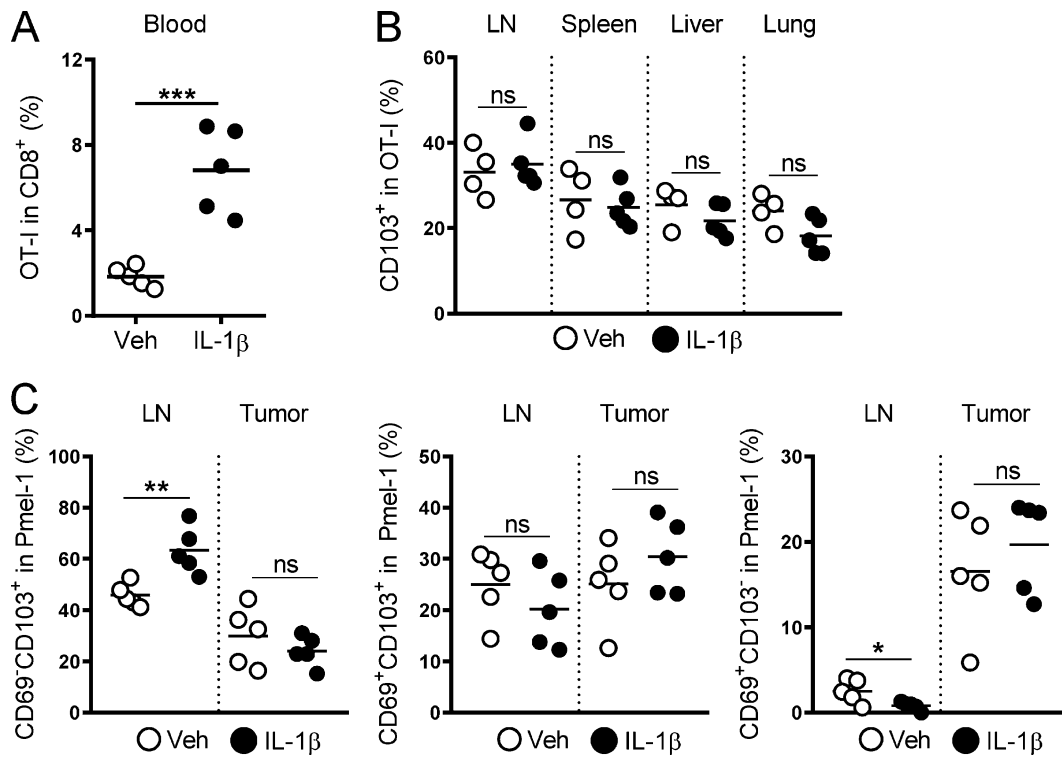 A
Blood
OT-I in CD8⁺ (%)
12
8
4
0
***
Veh
IL-1β
B
LN Spleen Liver Lung
CD103⁺ in OT-I (%)
60
40
20
0
ns ns ns ns
Veh IL-1β
C
LN Tumor
CD69⁻CD103⁺ in Pmel-1 (%)
100
80
60
40
20
0
** ns
Veh IL-1β
LN Tumor
CD69⁺CD103⁺ in Pmel-1 (%)
50
40
30
20
10
0
ns ns
Veh IL-1β
LN Tumor
CD69⁺CD103⁻ in Pmel-1 (%)
30
20
10
0
* ns
Veh IL-1β